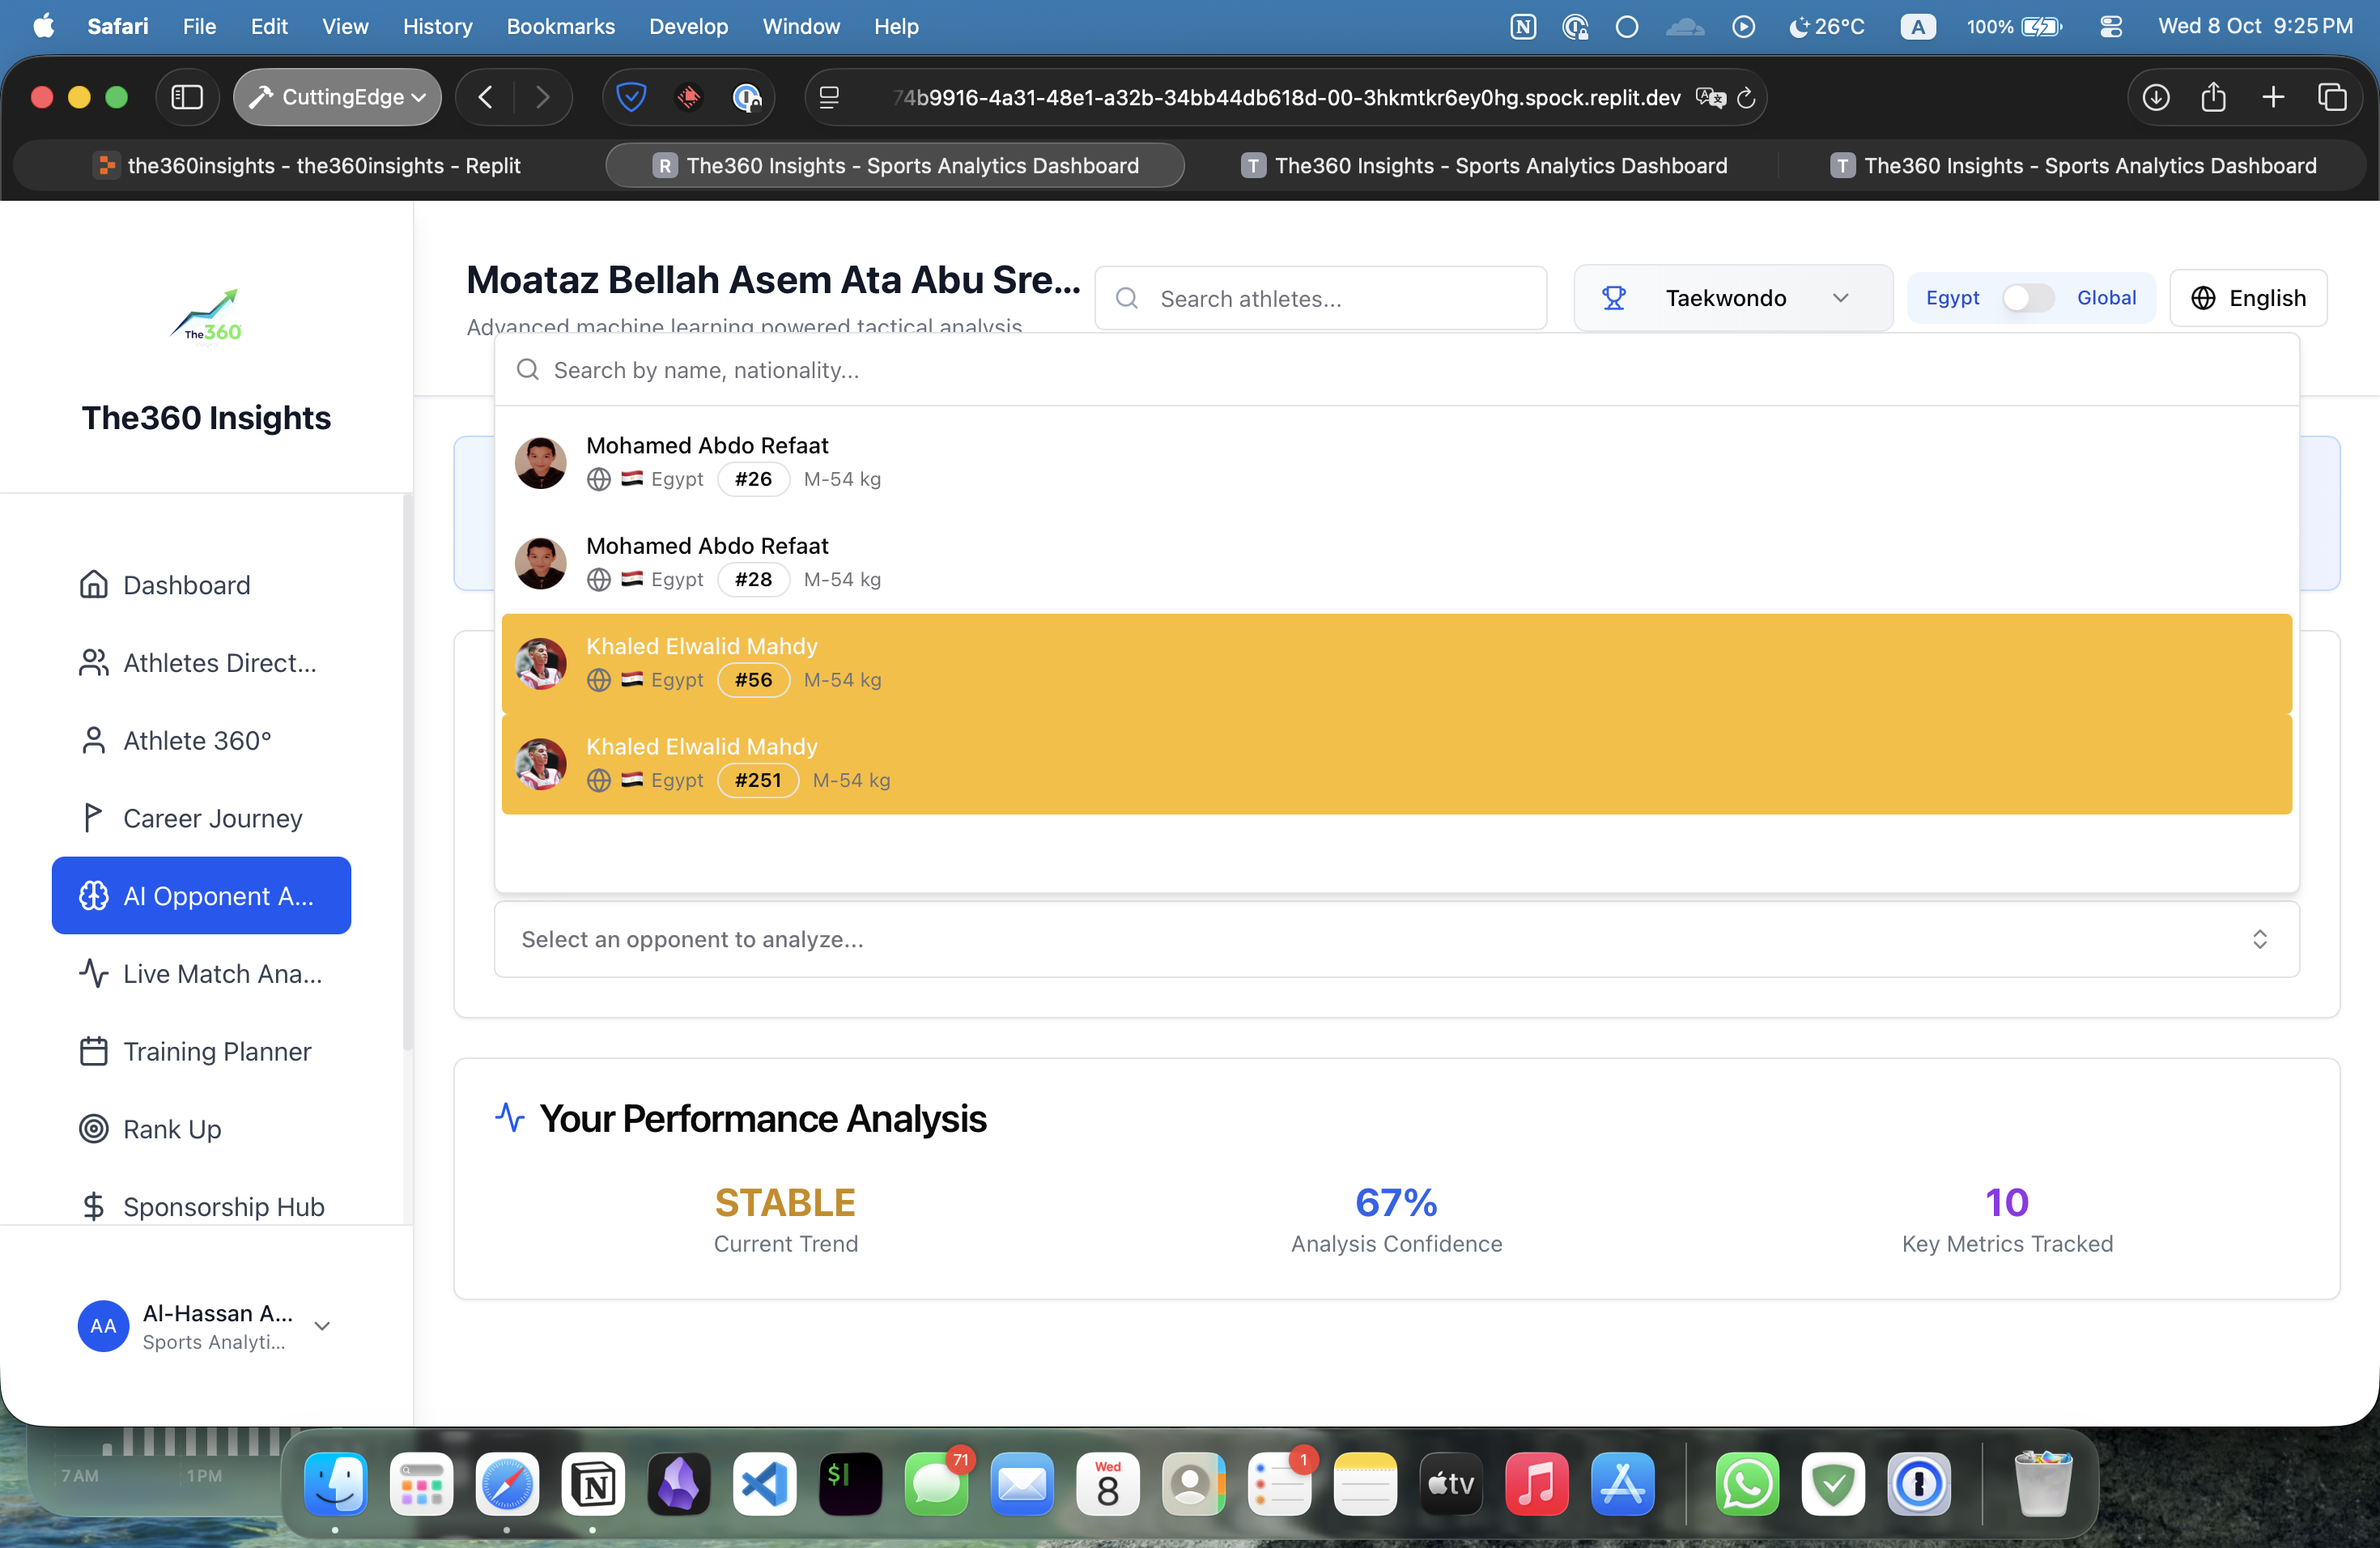 Safari File Edit View History Bookmarks Develop Window Help 26°C A 100% Wed 8 Oct 9:25 PM
CuttingEdge 74b9916-4a31-48e1-a32b-34bb44db618d-00-3hkmtkr6ey0hg.spock.replit.dev
the360insights - the360insights - Replit
R The360 Insights - Sports Analytics Dashboard
T The360 Insights - Sports Analytics Dashboard
T The360 Insights - Sports Analytics Dashboard
The360
The360 Insights
Dashboard
Athletes Direct...
Athlete 360°
Career Journey
AI Opponent A...
Live Match Ana...
Training Planner
Rank Up
Sponsorship Hub
AA
Al-Hassan A...
Sports Analyti...
Moataz Bellah Asem Ata Abu Sre...
Advanced machine learning powered tactical analysis
Search athletes...
Taekwondo
Egypt Global
English
Search by name, nationality...
Mohamed Abdo Refaat
Egypt #26 M-54 kg
Mohamed Abdo Refaat
Egypt #28 M-54 kg
Khaled Elwalid Mahdy
Egypt #56 M-54 kg
Khaled Elwalid Mahdy
Egypt #251 M-54 kg
Select an opponent to analyze...
Your Performance Analysis
STABLE
Current Trend
67%
Analysis Confidence
10
Key Metrics Tracked
7 AM 1 PM
$
71
Wed
8
1
tv